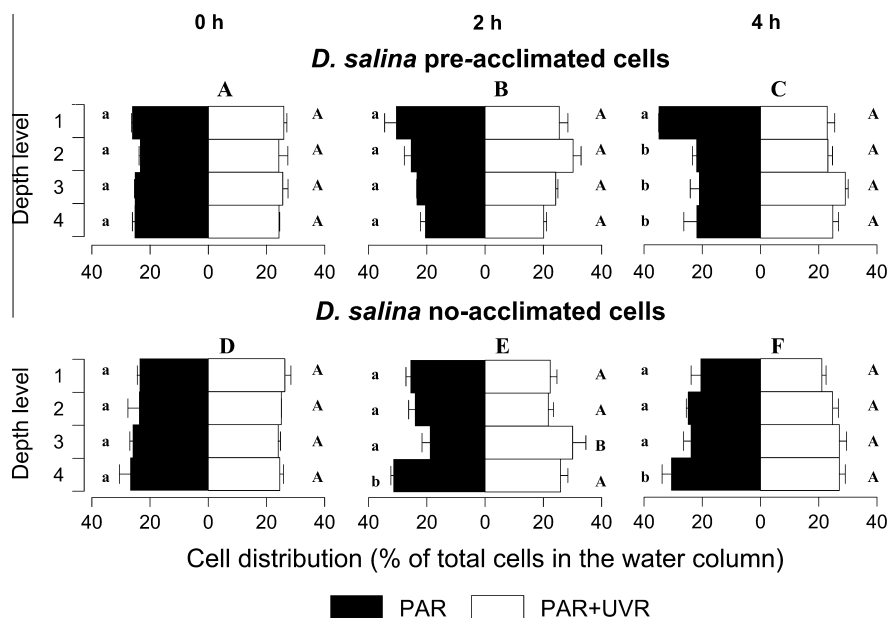 0 h 2 h 4 h
D. salina pre-acclimated cells
A B C
Depth level
1 a A a A a A
2 a A a A b A
3 a A a A b A
4 a A a A b A
40 20 0 20 40 40 20 0 20 40 40 20 0 20 40
D. salina no-acclimated cells
D E F
Depth level
1 a A a A a A
2 a A a A a A
3 a A a B a A
4 a A b A b A
40 20 0 20 40 40 20 0 20 40 40 20 0 20 40
Cell distribution (% of total cells in the water column)
PAR PAR+UVR